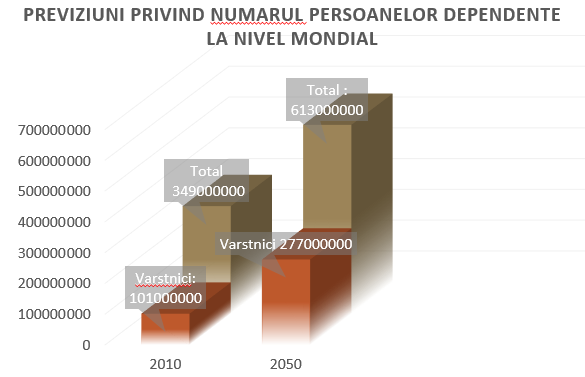 PREVIZIUNI PRIVIND NUMARUL PERSOANELOR DEPENDENTE
LA NIVEL MONDIAL
Total :
613000000
700000000
600000000
Total
349000000
500000000
400000000
Varstnici 277000000
300000000
Varstnici:
101000000
200000000
100000000
0
2010
2050